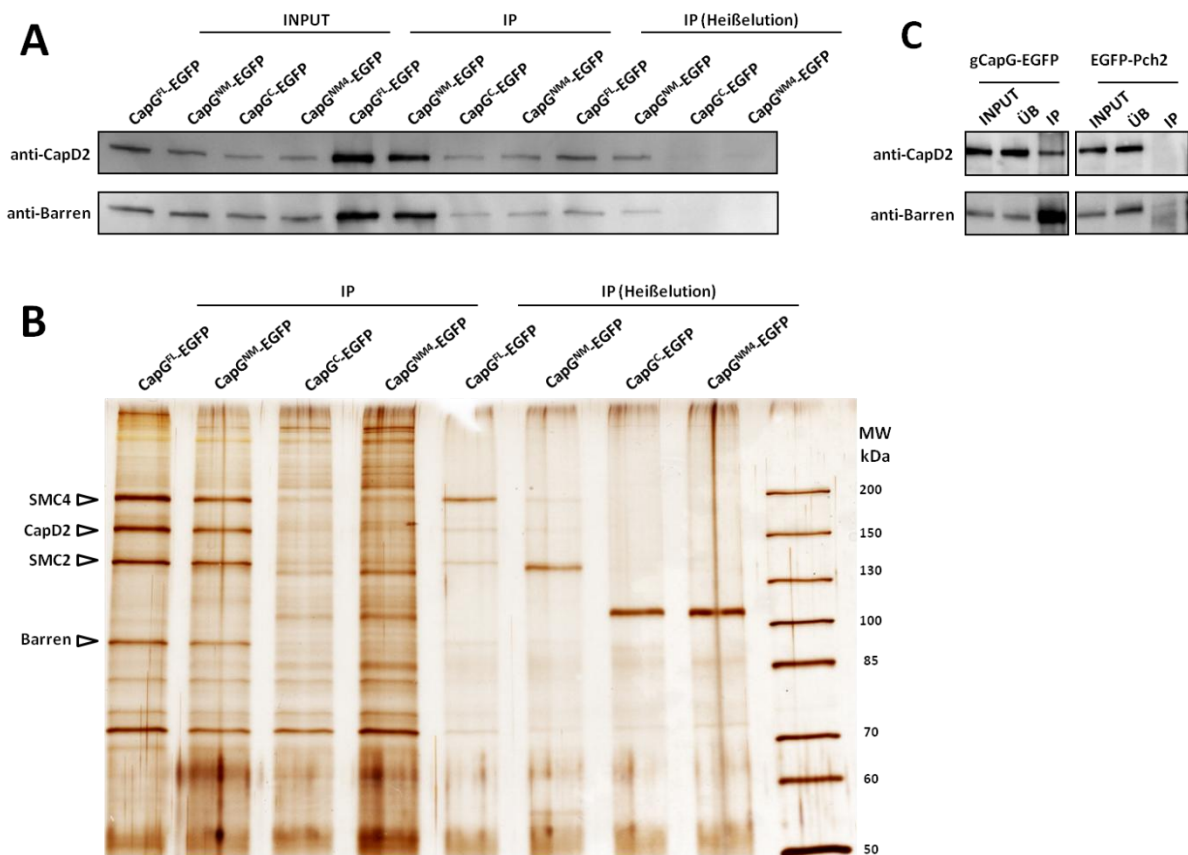 A
INPUT
IP
IP (Heißelution)
CapG^FL-EGFP
CapG^NM-EGFP
CapG^C-EGFP
CapG^NM4-EGFP
CapG^FL-EGFP
CapG^NM-EGFP
CapG^C-EGFP
CapG^NM4-EGFP
CapG^FL-EGFP
CapG^NM-EGFP
CapG^C-EGFP
CapG^NM4-EGFP
anti-CapD2
anti-Barren
C
gCapG-EGFP
EGFP-Pch2
INPUT
ÜB
IP
INPUT
ÜB
IP
anti-CapD2
anti-Barren
B
IP
IP (Heißelution)
CapG^FL-EGFP
CapG^NM-EGFP
CapG^C-EGFP
CapG^NM4-EGFP
CapG^FL-EGFP
CapG^NM-EGFP
CapG^C-EGFP
CapG^NM4-EGFP
MW
kDa
SMC4
CapD2
SMC2
Barren
200
150
130
100
85
70
60
50